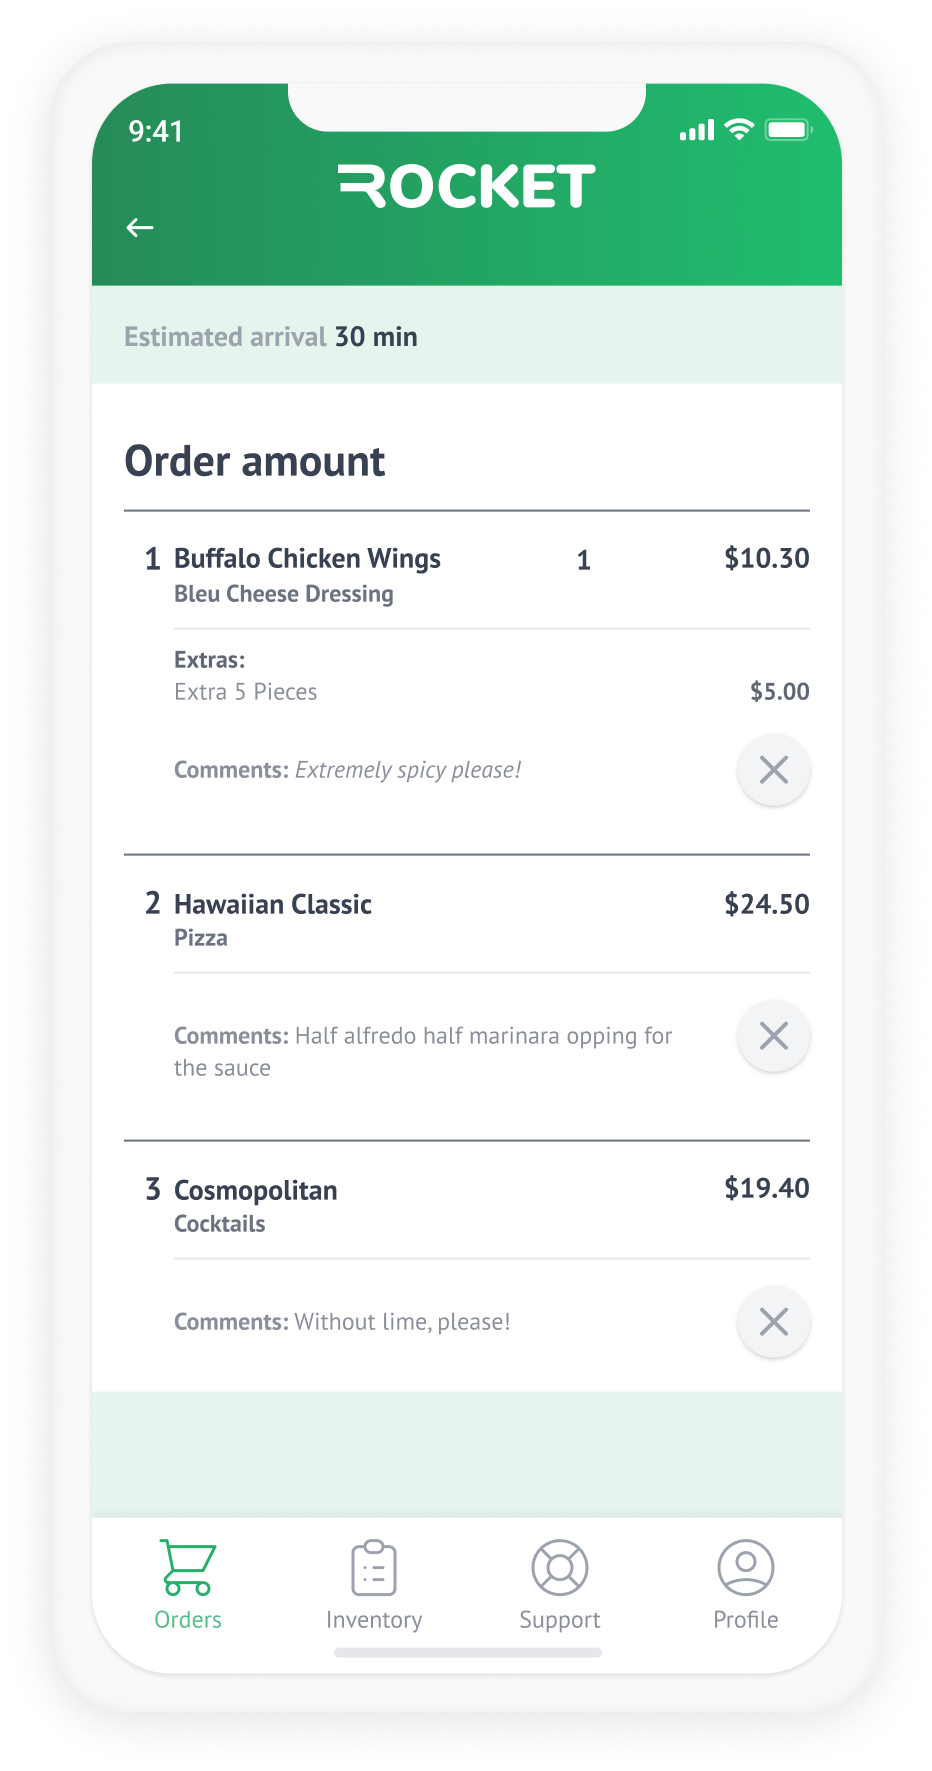 9:41
ROCKET
Estimated arrival 30 min
Order amount
1 Buffalo Chicken Wings 1 $10.30
Bleu Cheese Dressing
Extras:
Extra 5 Pieces $5.00
Comments: Extremely spicy please!
2 Hawaiian Classic $24.50
Pizza
Comments: Half alfredo half marinara opping for
the sauce
3 Cosmopolitan $19.40
Cocktails
Comments: Without lime, please!
Orders Inventory Support Profile